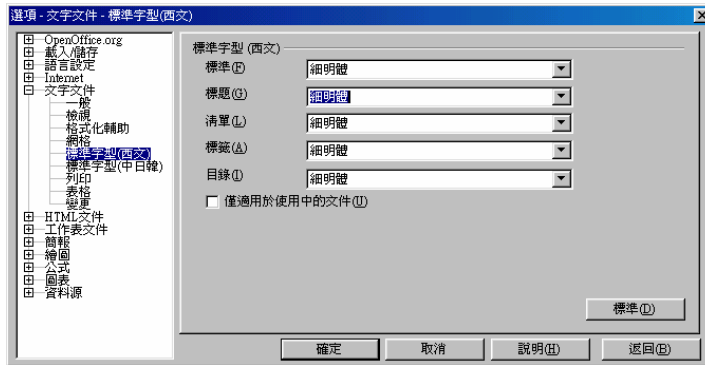 選項 - 文字文件 - 標準字型(西文)
OpenOffice.org
載入/儲存
語言設定
Internet
文字文件
一般
檢視
格式化輔助
網格
標準字型(西文)
標準字型(中日韓)
列印
表格
變更
HTML文件
工作表文件
簡報
繪圖
公式
圖表
資料源
標準字型 (西文)
標準(F) 細明體
標題(G) 細明體
清單(L) 細明體
標籤(A) 細明體
目錄(I) 細明體
僅適用於使用中的文件(U)
標準(D)
確定 取消 說明(H) 返回(B)